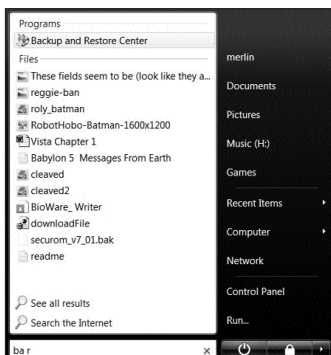 Programs
Backup and Restore Center
Files
These fields seem to be (look like they a...
reggie-ban
roly_batman
RobotHobo-Batman-1600x1200
Vista Chapter 1
Babylon 5 Messages From Earth
cleaved
cleaved2
BioWare_ Writer
downloadFile
securom_v7_01.bak
readme
See all results
Search the Internet
ba r
merlin
Documents
Pictures
Music (H:)
Games
Recent Items
Computer
Network
Control Panel
Run...